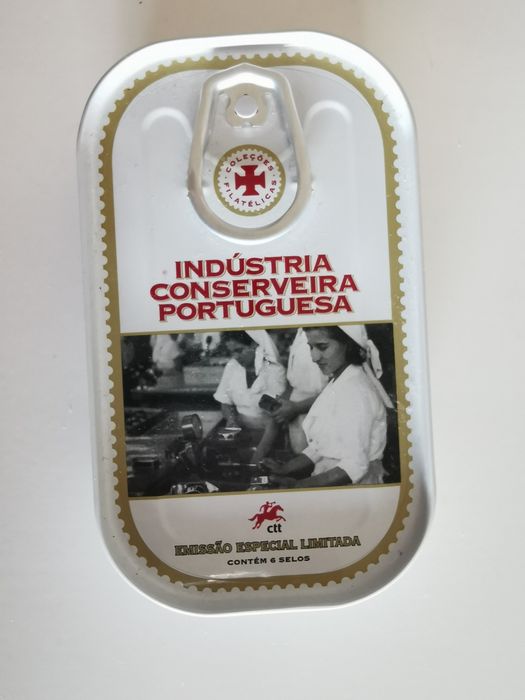 COLEÇÕES
FILATÉLICAS
INDÚSTRIA
CONSERVEIRA
PORTUGUESA
ctt
EMISSÃO ESPECIAL LIMITADA
CONTÉM 6 SELOS